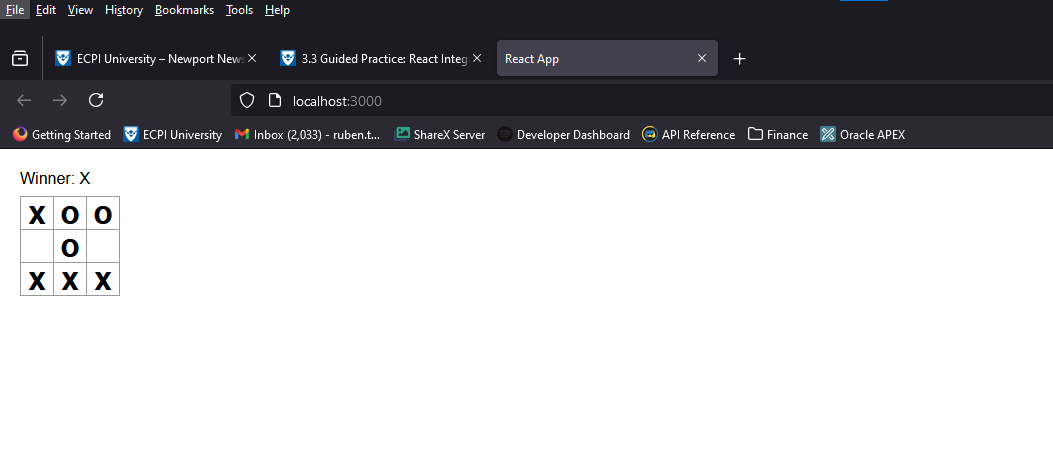 File Edit View History Bookmarks Tools Help
ECPI University – Newport News
3.3 Guided Practice: React Integ
React App
localhost:3000
Getting Started ECPI University Inbox (2,033) - ruben.t... ShareX Server Developer Dashboard API Reference Finance Oracle APEX
Winner: X
X O O
O
X X X